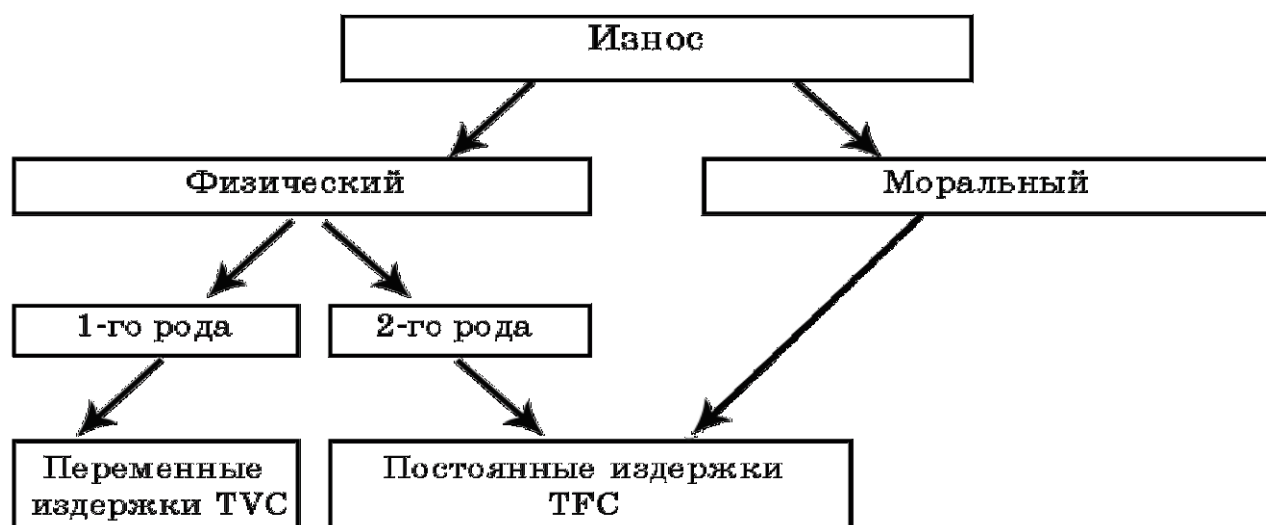 Износ
Физический
Моральный
1-го рода
2-го рода
Переменные
издержки TVC
Постоянные издержки
TFC